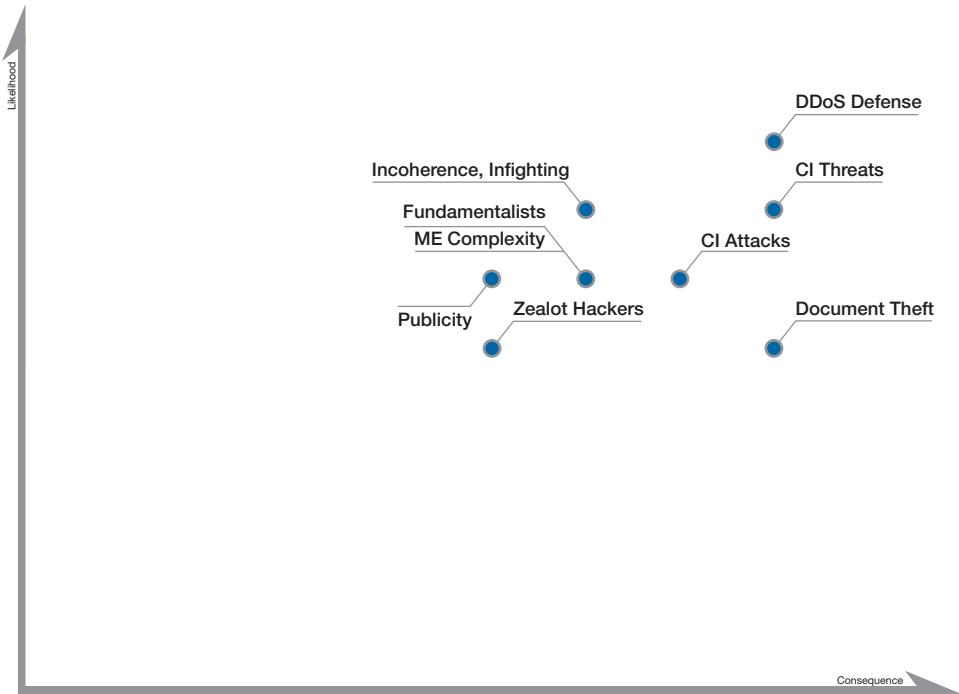 Likelihood
DDoS Defense
Incoherence, Infighting
CI Threats
Fundamentalists
ME Complexity
CI Attacks
Publicity
Zealot Hackers
Document Theft
Consequence